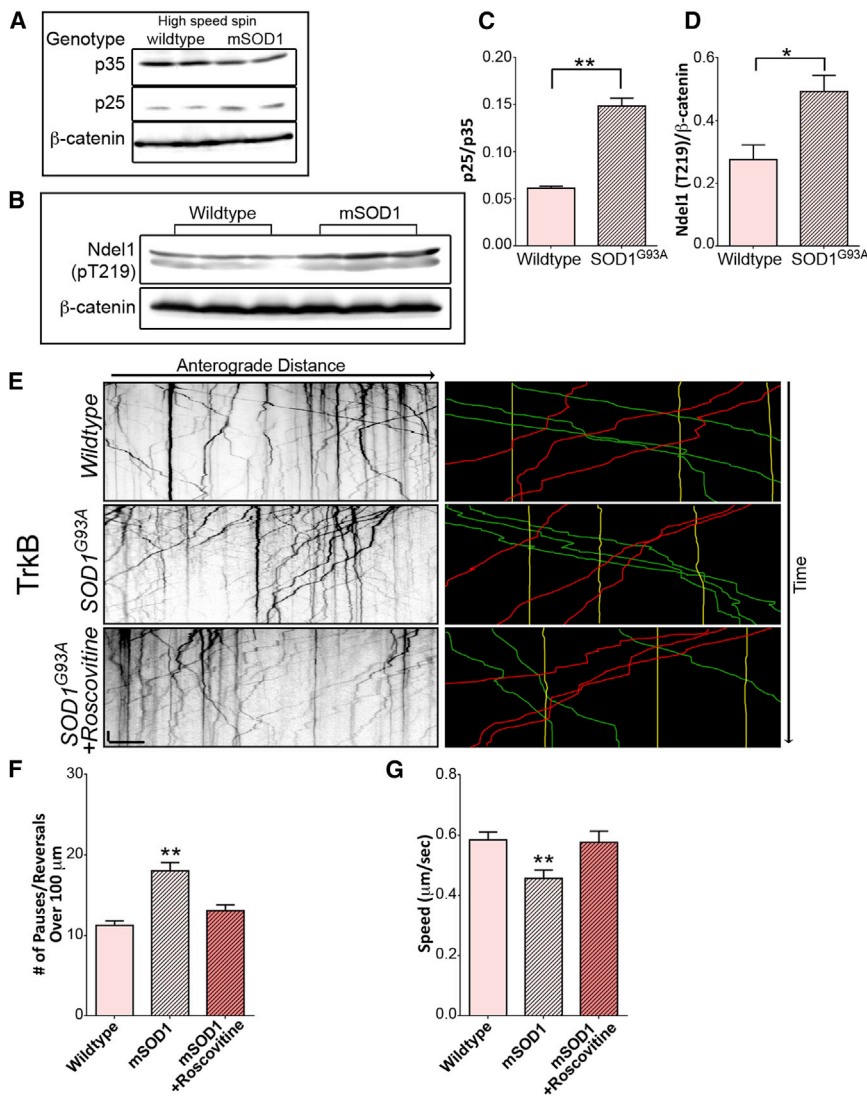 A
High speed spin
Genotype wildtype mSOD1
p35
p25
β-catenin
B
Wildtype mSOD1
Ndel1
(pT219)
β-catenin
C
p25/p35
0.20
0.15
0.10
0.05
0.00
**
Wildtype SOD1G93A
D
Ndel1 (T219)/β-catenin
0.6
0.4
0.2
0.0
*
Wildtype SOD1G93A
E
Anterograde Distance
TrkB
Wildtype
SOD1G93A
SOD1G93A
+Roscovitine
Time
F
# of Pauses/Reversals
Over 100 μm
30
20
10
0
**
Wildtype
mSOD1
mSOD1
+Roscovitine
G
Speed (μm/sec)
0.8
0.6
0.4
0.2
0.0
**
Wildtype
mSOD1
mSOD1
+Roscovitine